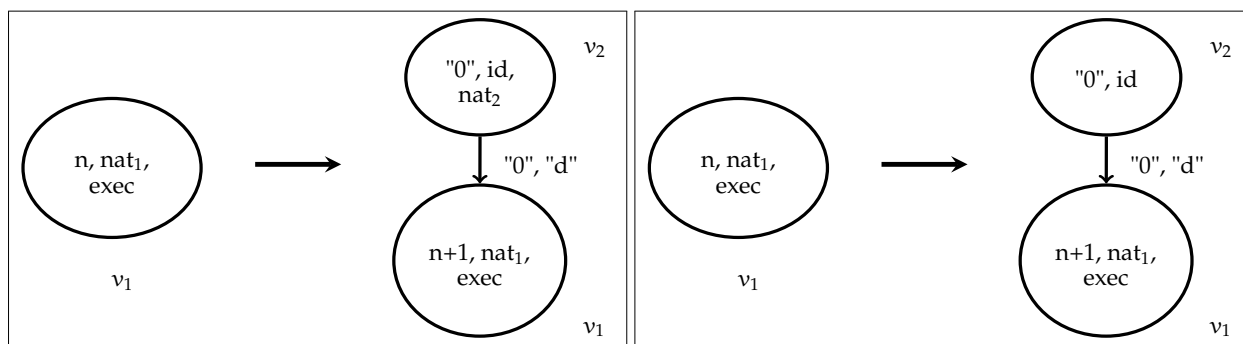 v₂
"0", id,
nat₂
n, nat₁,
exec
"0", "d"
n+1, nat₁,
exec
v₁
v₁
v₂
"0", id
n, nat₁,
exec
"0", "d"
n+1, nat₁,
exec
v₁
v₁